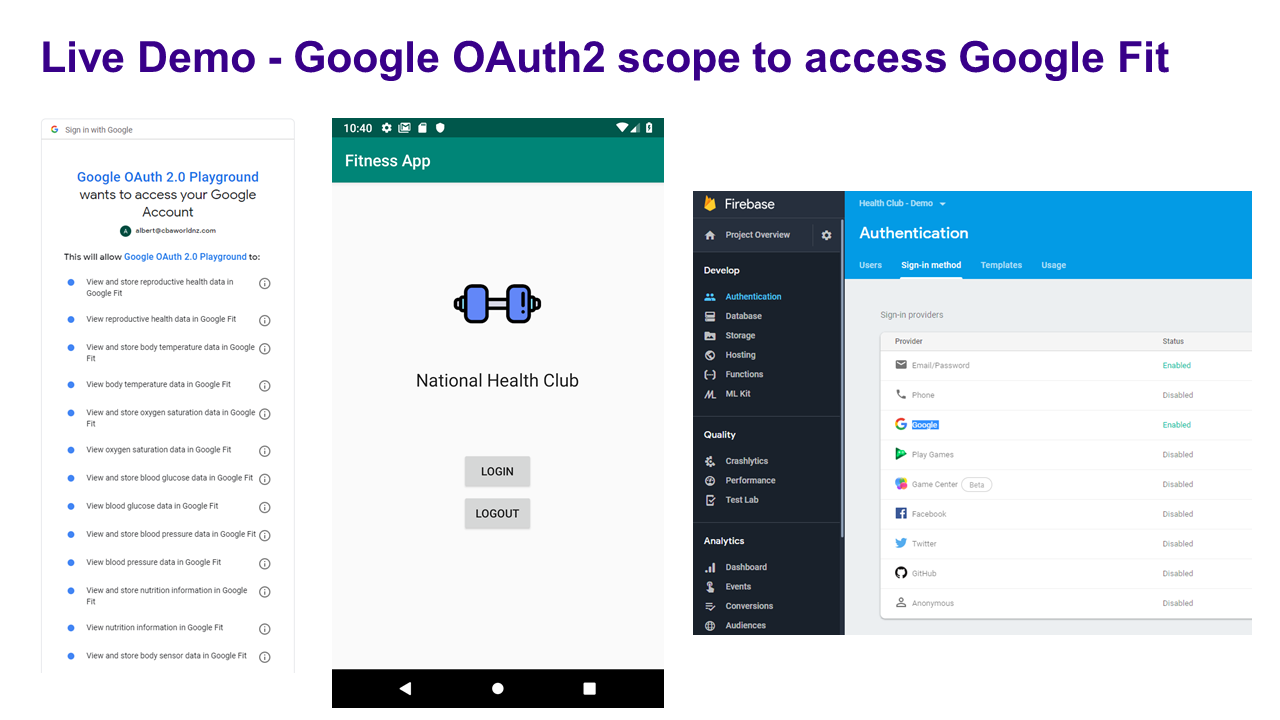 Live Demo - Google OAuth2 scope to access Google Fit
Sign in with Google
Google OAuth 2.0 Playground
wants to access your Google
Account
A
albert@cbaworldnz.com
This will allow Google OAuth 2.0 Playground to:
View and store reproductive health data in
Google Fit
View reproductive health data in Google Fit
View and store body temperature data in Google
Fit
View body temperature data in Google Fit
View and store oxygen saturation data in Google
Fit
View oxygen saturation data in Google Fit
View and store blood glucose data in Google Fit
View blood glucose data in Google Fit
View and store blood pressure data in Google Fit
View blood pressure data in Google Fit
View and store nutrition information in Google
Fit
View nutrition information in Google Fit
View and store body sensor data in Google Fit
10:40
Fitness App
National Health Club
LOGIN
LOGOUT
Firebase
Project Overview
Develop
Authentication
Database
Storage
Hosting
Functions
ML Kit
Quality
Crashlytics
Performance
Test Lab
Analytics
Dashboard
Events
Conversions
Audiences
Health Club - Demo
Authentication
Users Sign-in method Templates Usage
Sign-in providers
Provider Status
Email/Password Enabled
Phone Disabled
Google Enabled
Play Games Disabled
Game Center Beta Disabled
Facebook Disabled
Twitter Disabled
GitHub Disabled
Anonymous Disabled